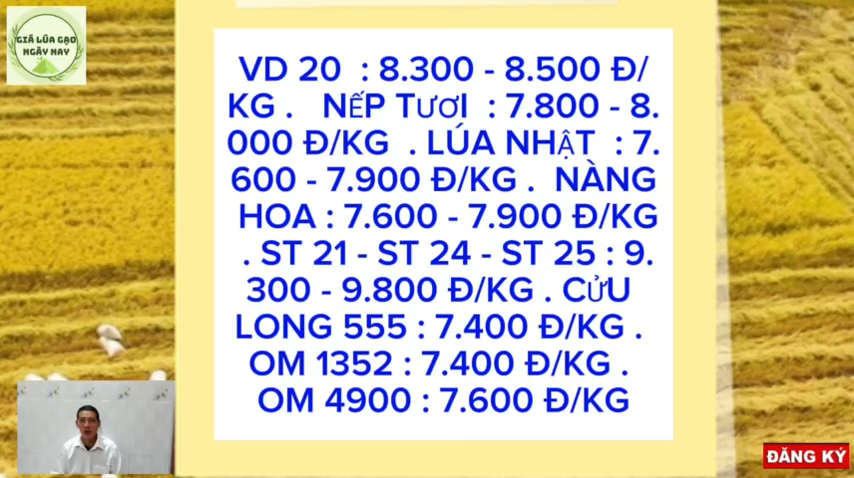 GIÁ LÚA GẠO
NGÀY NAY
VD 20 : 8.300 - 8.500 Đ/
KG . NẾP TƯƠI : 7.800 - 8.
000 Đ/KG . LÚA NHẬT : 7.
600 - 7.900 Đ/KG . NÀNG
HOA : 7.600 - 7.900 Đ/KG
. ST 21 - ST 24 - ST 25 : 9.
300 - 9.800 Đ/KG . CỬU
LONG 555 : 7.400 Đ/KG .
OM 1352 : 7.400 Đ/KG .
OM 4900 : 7.600 Đ/KG
ĐĂNG KÝ